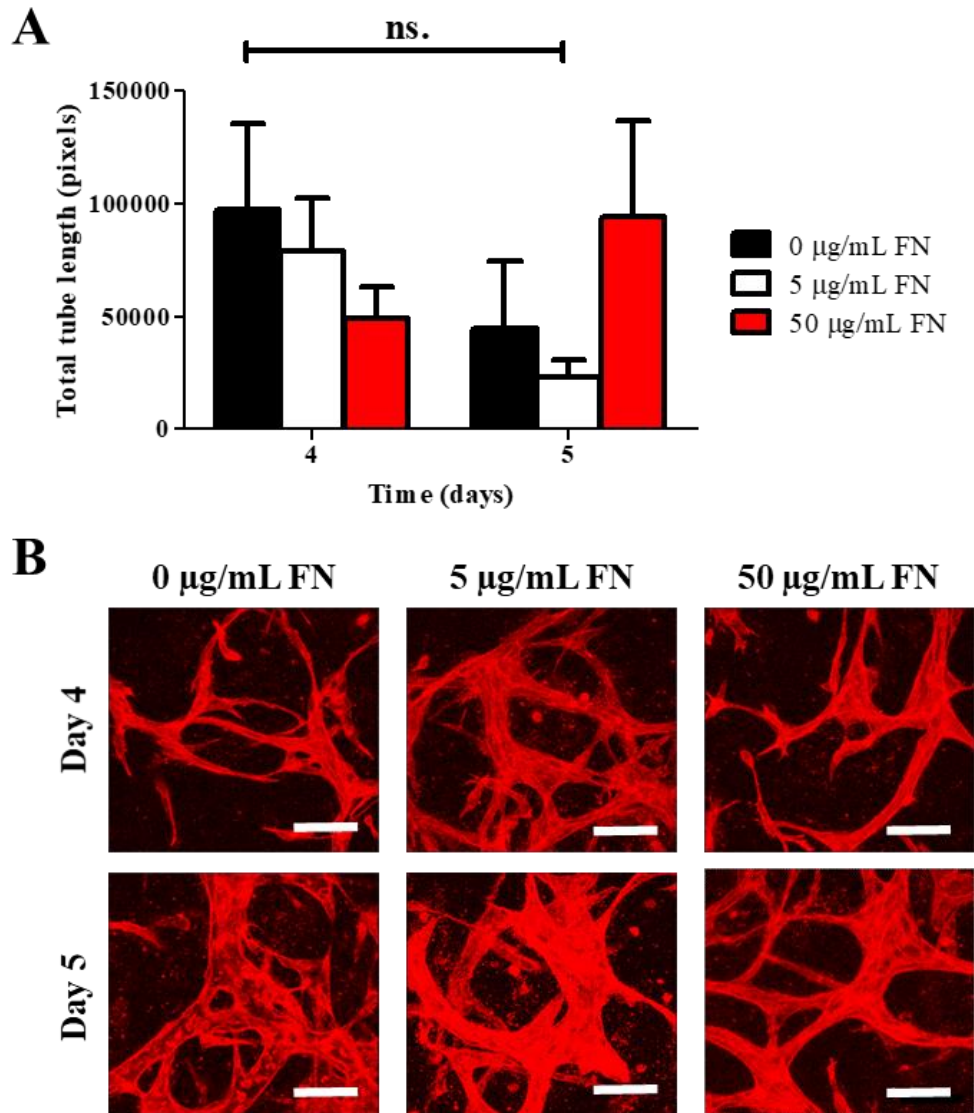 A
ns.
150000
100000
50000
0
Total tube length (pixels)
4
5
Time (days)
0 μg/mL FN
5 μg/mL FN
50 μg/mL FN
B
0 μg/mL FN 5 μg/mL FN 50 μg/mL FN
Day 4
Day 5